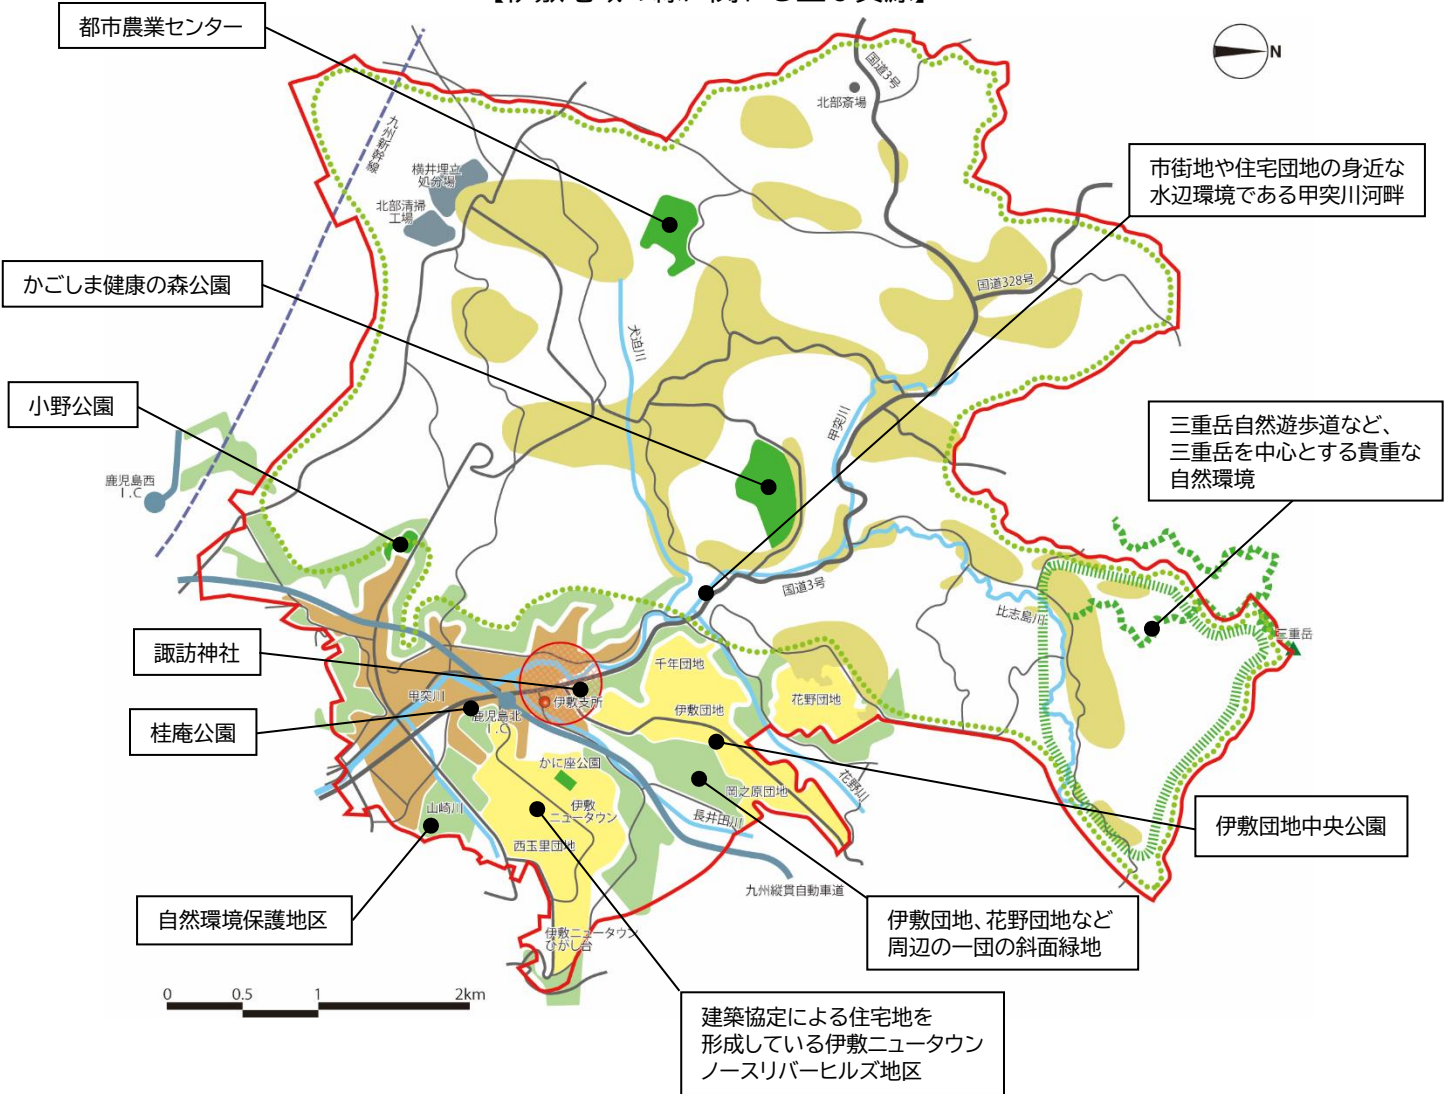 都市農業センター
N
国道3号
北部斎場
九州新幹線
市街地や住宅団地の身近な
水辺環境である甲突川河畔
横井埋立
処分場
北部清掃
工場
かごしま健康の森公園
国道328号
犬迫川
小野公園
甲突川
三重岳自然遊歩道など、
三重岳を中心とする貴重な
自然環境
鹿児島西
I.C
国道3号
比志島川
三重岳
諏訪神社
千年団地
甲突川
伊敷支所
伊敷団地
花野団地
桂庵公園
鹿児島北
I.C
かに座公園
花野川
岡之原団地
伊敷
ニュータウン
山崎川
長井田川
伊敷団地中央公園
西玉里団地
九州縦貫自動車道
自然環境保護地区
伊敷団地、花野団地など
周辺の一団の斜面緑地
伊敷ニュータウン
ひがし台
0 0.5 1 2km
建築協定による住宅地を
形成している伊敷ニュータウン
ノースリバーヒルズ地区